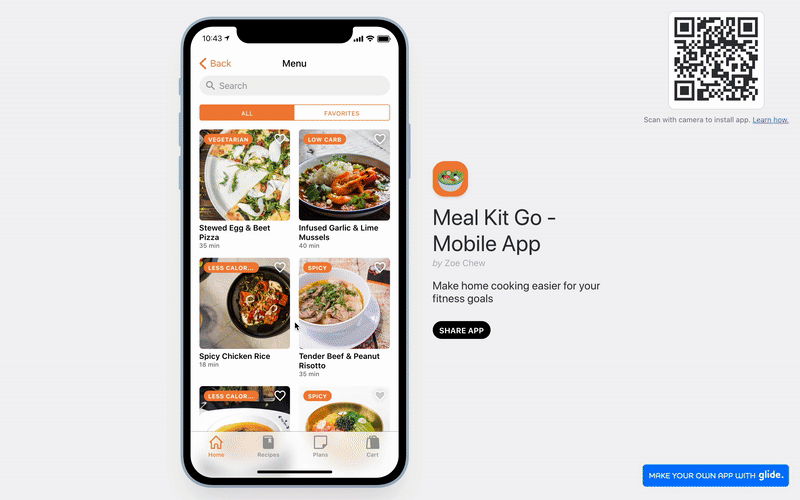 10:43
Back
Menu
Search
ALL
FAVORITES
VEGETARIAN
LOW CARB
Stewed Egg & Beet
Pizza
35 min
Infused Garlic & Lime
Mussels
40 min
LESS CALOR...
SPICY
Spicy Chicken Rice
18 min
Tender Beef & Peanut
Risotto
35 min
LESS CALOR...
SPICY
Home
Recipes
Plans
Cart
Scan with camera to install app. Learn how.
Meal Kit Go -
Mobile App
by Zoe Chew
Make home cooking easier for your
fitness goals
SHARE APP
MAKE YOUR OWN APP WITH glide.